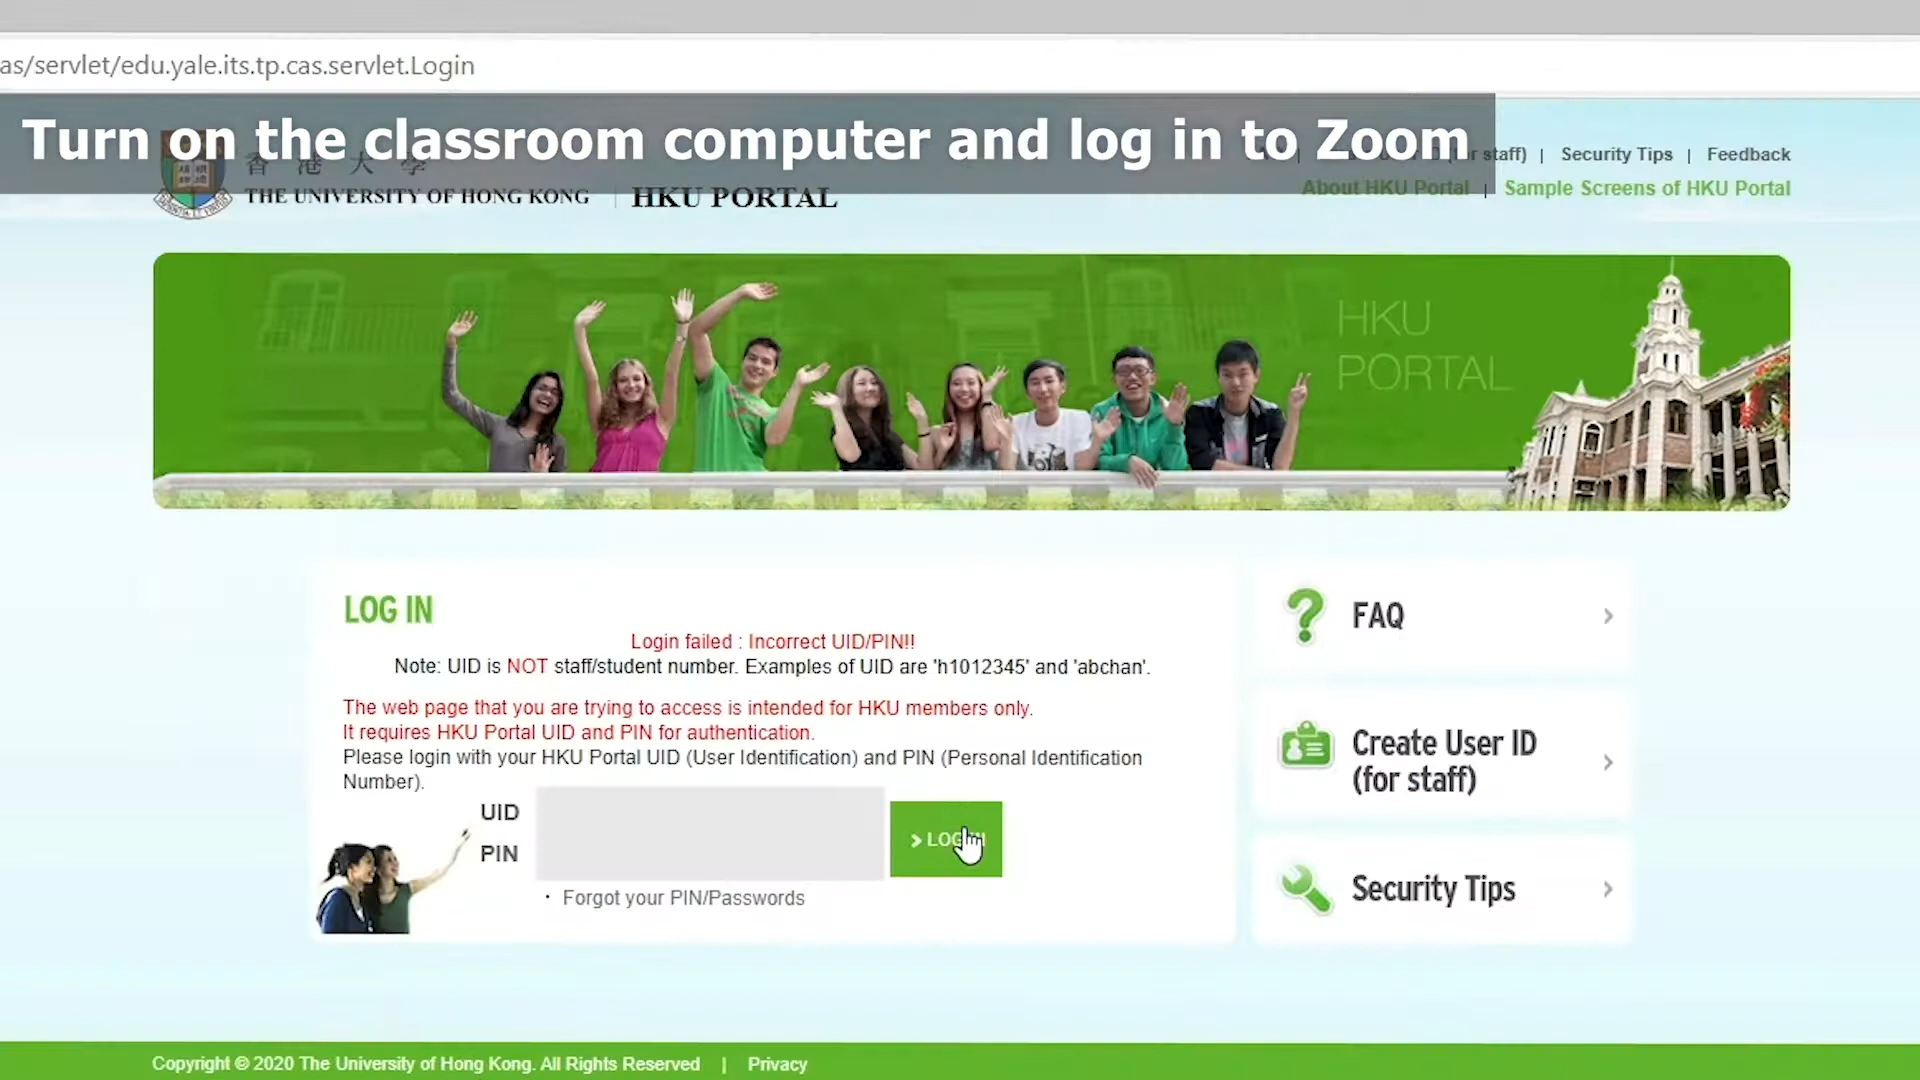 as/servlet/edu.yale.its.tp.cas.servlet.Login
Turn on the classroom computer and log in to Zoom
(for staff) | Security Tips | Feedback
香 港 大 學
THE UNIVERSITY OF HONG KONG | HKU PORTAL
About HKU Portal | Sample Screens of HKU Portal
HKU
PORTAL
LOG IN
Login failed : Incorrect UID/PIN!!
Note: UID is NOT staff/student number. Examples of UID are 'h1012345' and 'abchan'.
The web page that you are trying to access is intended for HKU members only.
It requires HKU Portal UID and PIN for authentication.
Please login with your HKU Portal UID (User Identification) and PIN (Personal Identification
Number).
UID
PIN
> LOG IN
· Forgot your PIN/Passwords
FAQ
Create User ID
(for staff)
Security Tips
Copyright © 2020 The University of Hong Kong. All Rights Reserved | Privacy